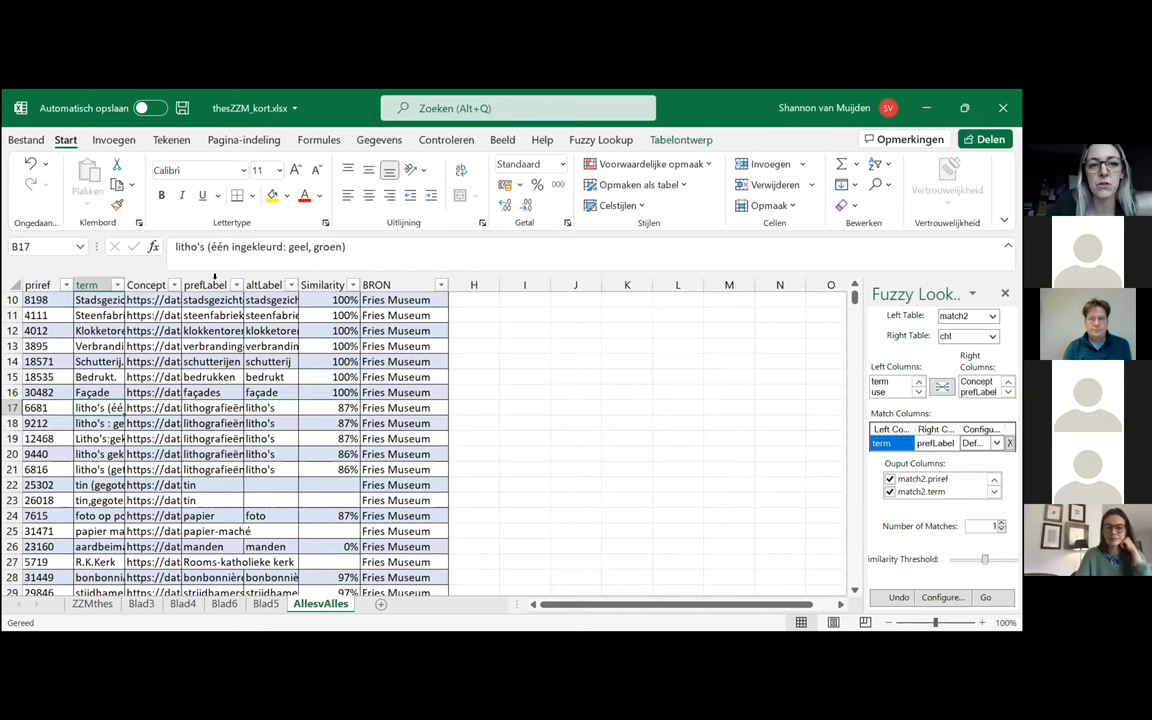 Automatisch opslaan
thesZZM_kort.xlsx
Zoeken (Alt+Q)
Shannon van Muijden
SV
Bestand Start Invoegen Tekenen Pagina-indeling Formules Gegevens Controleren Beeld Help Fuzzy Lookup Tabelontwerp
Opmerkingen
Delen
Plakken
Calibri 11
B I U
Standaard
% 000
Voorwaardelijke opmaak
Opmaken als tabel
Celstijlen
Invoegen
Verwijderen
Opmaak
Vertrouwelijkheid
Ongedaan... Klembord Lettertype Uitlijning Getal Stijlen Cellen Bewerken Vertrouwelijkheid
B17 fx litho's (één ingekleurd: geel, groen)
priref term Concept prefLabel altLabel Similarity BRON H I J K L M N O
10 8198 Stadsgezic https://dat stadsgezicht stadsgezich 100% Fries Museum
11 4111 Steenfabri https://dat steenfabriek steenfabrie 100% Fries Museum
12 4012 Klokketore https://dat klokkentoren klokketoren 100% Fries Museum
13 3895 Verbrandi https://dat verbranding verbrandin 100% Fries Museum
14 18571 Schutterij. https://dat schutterijen schutterij 100% Fries Museum
15 18535 Bedrukt. https://dat bedrukken bedrukt 100% Fries Museum
16 30482 Façade https://dat façades façade 100% Fries Museum
17 6681 litho's (éé https://dat lithografieën litho's 87% Fries Museum
18 9212 litho's : ge https://dat lithografieën litho's 87% Fries Museum
19 12468 Litho's:gek https://dat lithografieën litho's 87% Fries Museum
20 9440 litho's gek https://dat lithografieën litho's 86% Fries Museum
21 6816 litho's (get https://dat lithografieën litho's 86% Fries Museum
22 25302 tin (gegote https://dat tin Fries Museum
23 26018 tin,gegote https://dat tin Fries Museum
24 7615 foto op po https://dat papier foto 87% Fries Museum
25 31471 papier ma https://dat papier-maché Fries Museum
26 23160 aardbeima https://dat manden manden 0% Fries Museum
27 5719 R.K.Kerk https://dat Rooms-katholieke kerk Fries Museum
28 31449 bonbonni https://dat bonbonnière bonbonniè 97% Fries Museum
29 29846 strijdhame https://dat strijdhamers 97% Fries Museum
Fuzzy Look..
Left Table: match2
Right Table: cht
Left Columns: Right Columns:
term Concept
use prefLabel
Match Columns:
Left Co... Right C... Configu...
term prefLabel Def... X
Ouput Columns:
match2.priref
match2.term
Number of Matches: 1
imilarity Threshold:
Undo Configure... Go
ZZMthes Blad3 Blad4 Blad6 Blad5 AllesvAlles
Gereed
100%